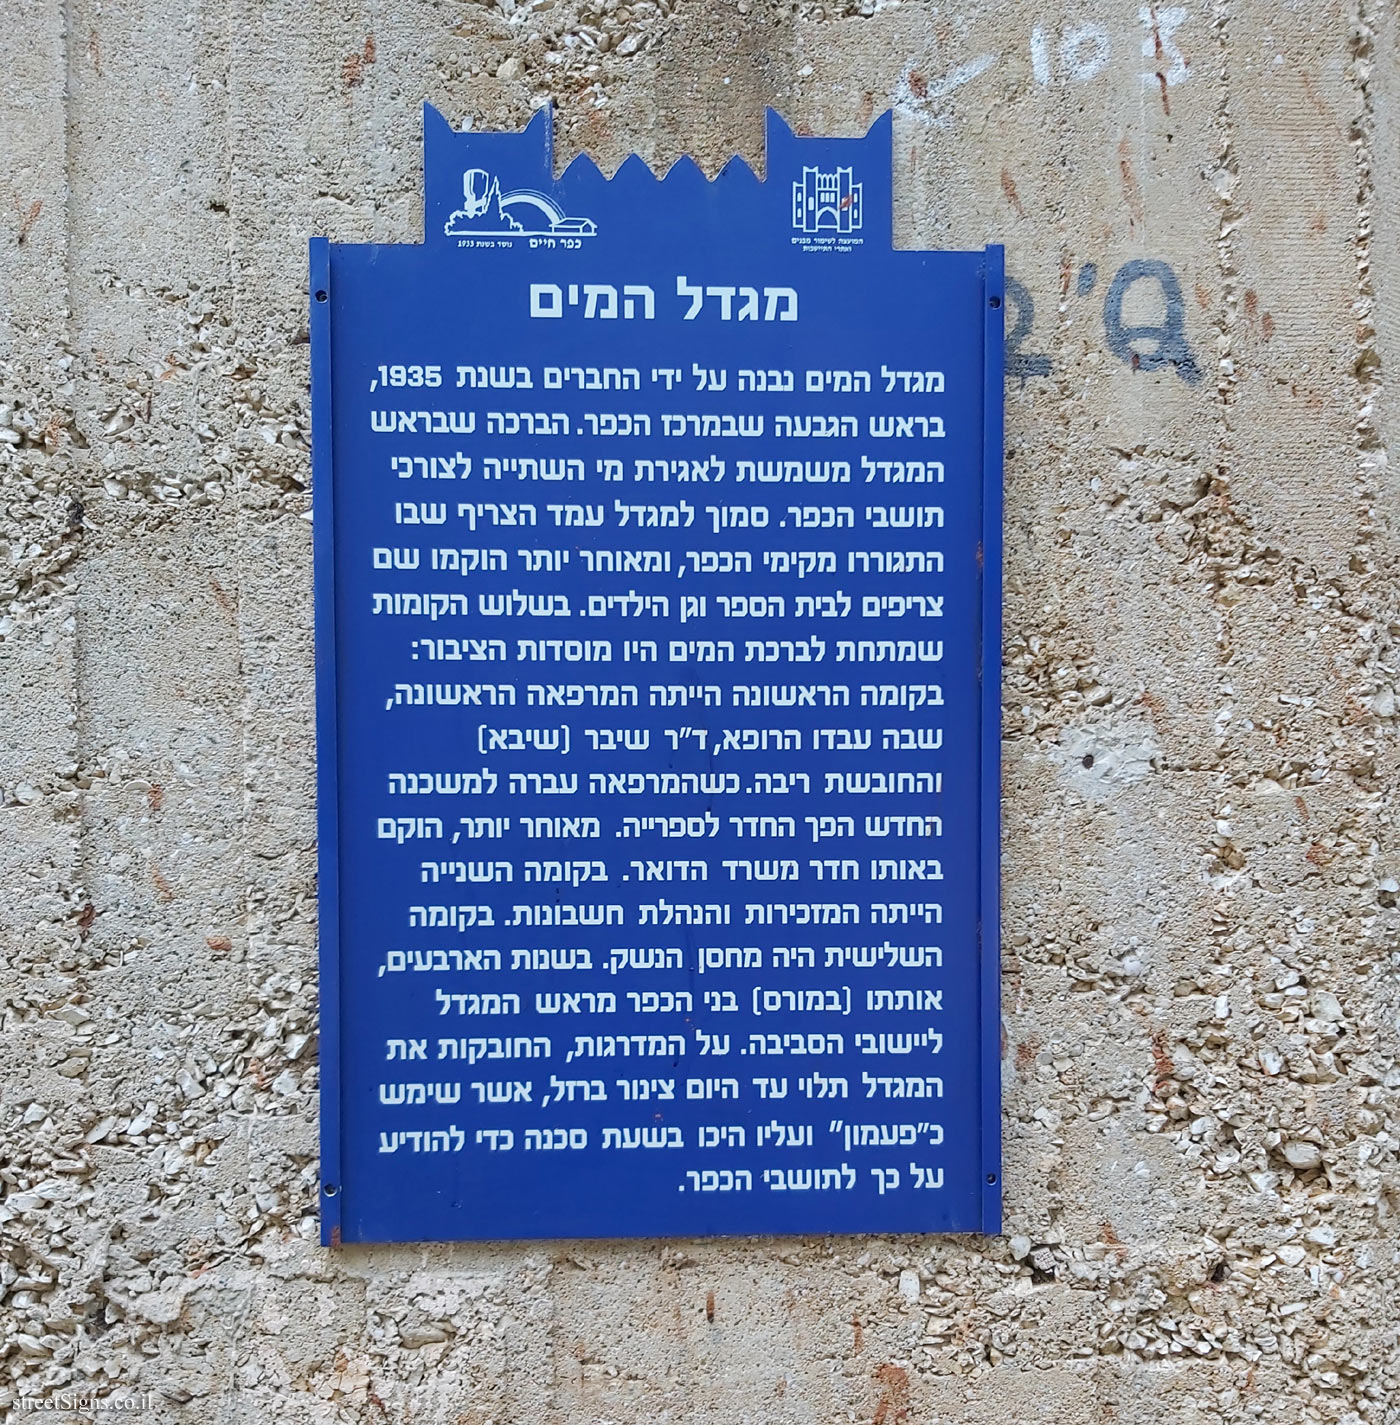 103
ק'
כפר חיים
נוסד בשנת 1933
המועצה לשימור מבנים
ואתרי התיישבות
מגדל המים
מגדל המים נבנה על ידי החברים בשנת 1935,
בראש הגבעה שבמרכז הכפר. הברכה שבראש
המגדל משמשת לאגירת מי השתייה לצורכי
תושבי הכפר. סמוך למגדל עמד הצריף שבו
התגוררו מקימי הכפר, ומאוחר יותר הוקמו שם
צריפים לבית הספר וגן הילדים. בשלוש הקומות
שמתחת לברכת המים היו מוסדות הציבור:
בקומה הראשונה הייתה המרפאה הראשונה,
שבה עבדו הרופא, ד"ר שיבר (שיבא)
והחובשת ריבה. כשהמרפאה עברה למשכנה
החדש הפך החדר לספרייה. מאוחר יותר, הוקם
באותו חדר משרד הדואר. בקומה השנייה
הייתה המזכירות והנהלת חשבונות. בקומה
השלישית היה מחסן הנשק. בשנות הארבעים,
אותתו (במורס) בני הכפר מראש המגדל
ליישובי הסביבה. על המדרגות, החובקות את
המגדל תלוי עד היום צינור ברזל, אשר שימש
כ"פעמון" ועליו היכו בשעת סכנה כדי להודיע
על כך לתושבי הכפר.
streetSigns.co.il